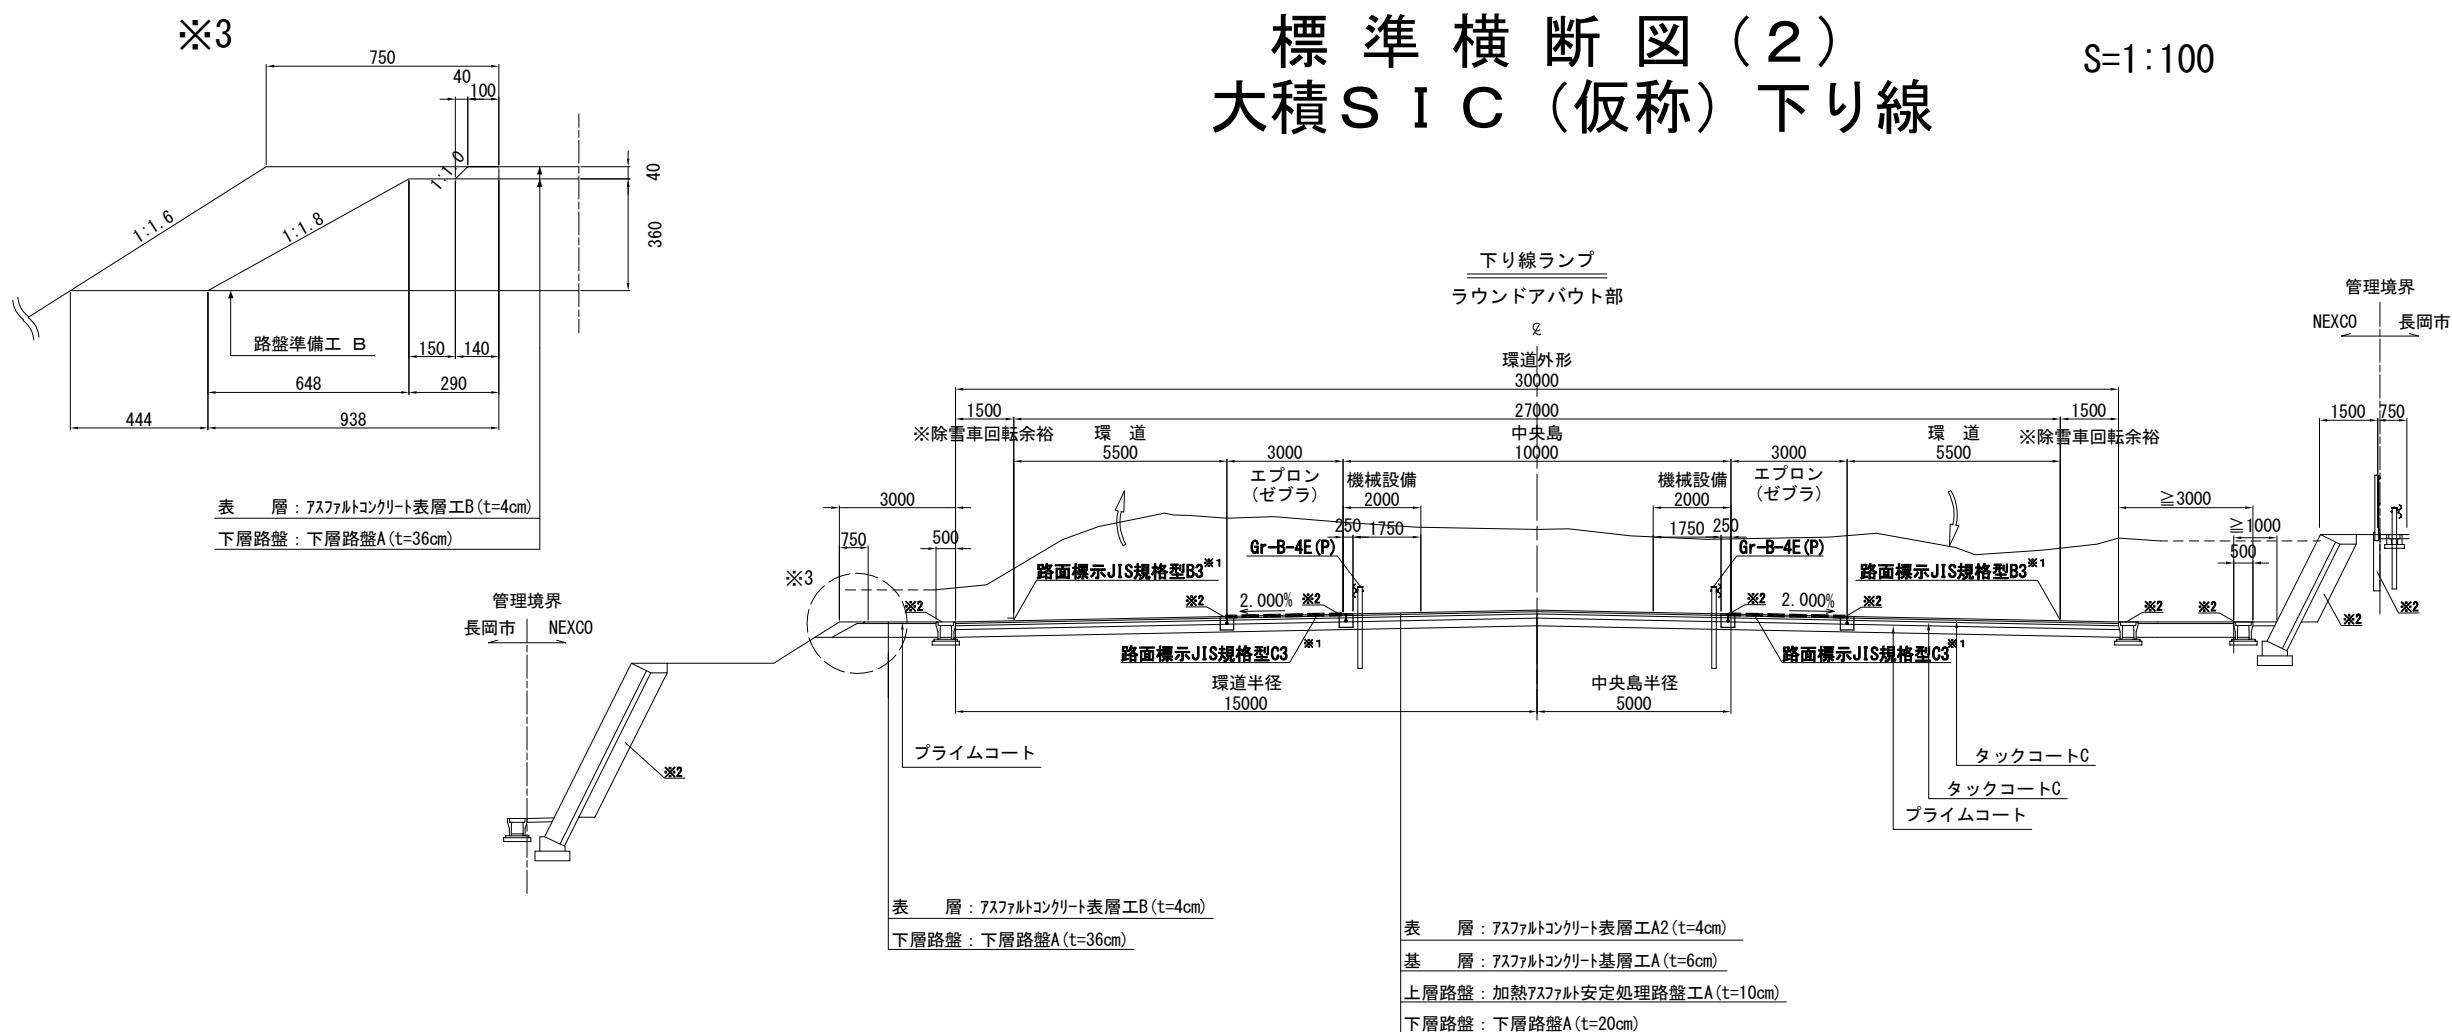 ※3
標準横断図（２）
S=1:100
大積ＳＩＣ（仮称）下り線
750
40
100
1:1.0
40
1:1.6
1:1.8
360
路盤準備工 B
150
140
648
290
444
938
表　　層：ｱｽﾌｧﾙﾄｺﾝｸﾘｰﾄ表層工B(t=4cm)
下層路盤：下層路盤A(t=36cm)
下り線ランプ
ラウンドアバウト部
℄
管理境界
NEXCO 長岡市
環道外形
30000
1500
27000
1500
1500
750
※除雪車回転余裕
環　道
中央島
環　道
※除雪車回転余裕
5500
3000
10000
3000
5500
エプロン
(ゼブラ)
機械設備
2000
機械設備
2000
エプロン
(ゼブラ)
3000
≧3000
750
500
250
1750
1750
250
≧1000
500
Gr-B-4E(P)
Gr-B-4E(P)
※3
路面標示JIS規格型B3※1
路面標示JIS規格型B3※1
※2
※2
2.000%
※2
※2
2.000%
※2
※2
※2
※2
※2
管理境界
長岡市 NEXCO
路面標示JIS規格型C3※1
路面標示JIS規格型C3※1
環道半径
15000
中央島半径
5000
プライムコート
タックコートC
※2
タックコートC
プライムコート
表　　層：ｱｽﾌｧﾙﾄｺﾝｸﾘｰﾄ表層工B(t=4cm)
下層路盤：下層路盤A(t=36cm)
表　　層：ｱｽﾌｧﾙﾄｺﾝｸﾘｰﾄ表層工A2(t=4cm)
基　　層：ｱｽﾌｧﾙﾄｺﾝｸﾘｰﾄ基層工A(t=6cm)
上層路盤：加熱ｱｽﾌｧﾙﾄ安定処理路盤工A(t=10cm)
下層路盤：下層路盤A(t=20cm)